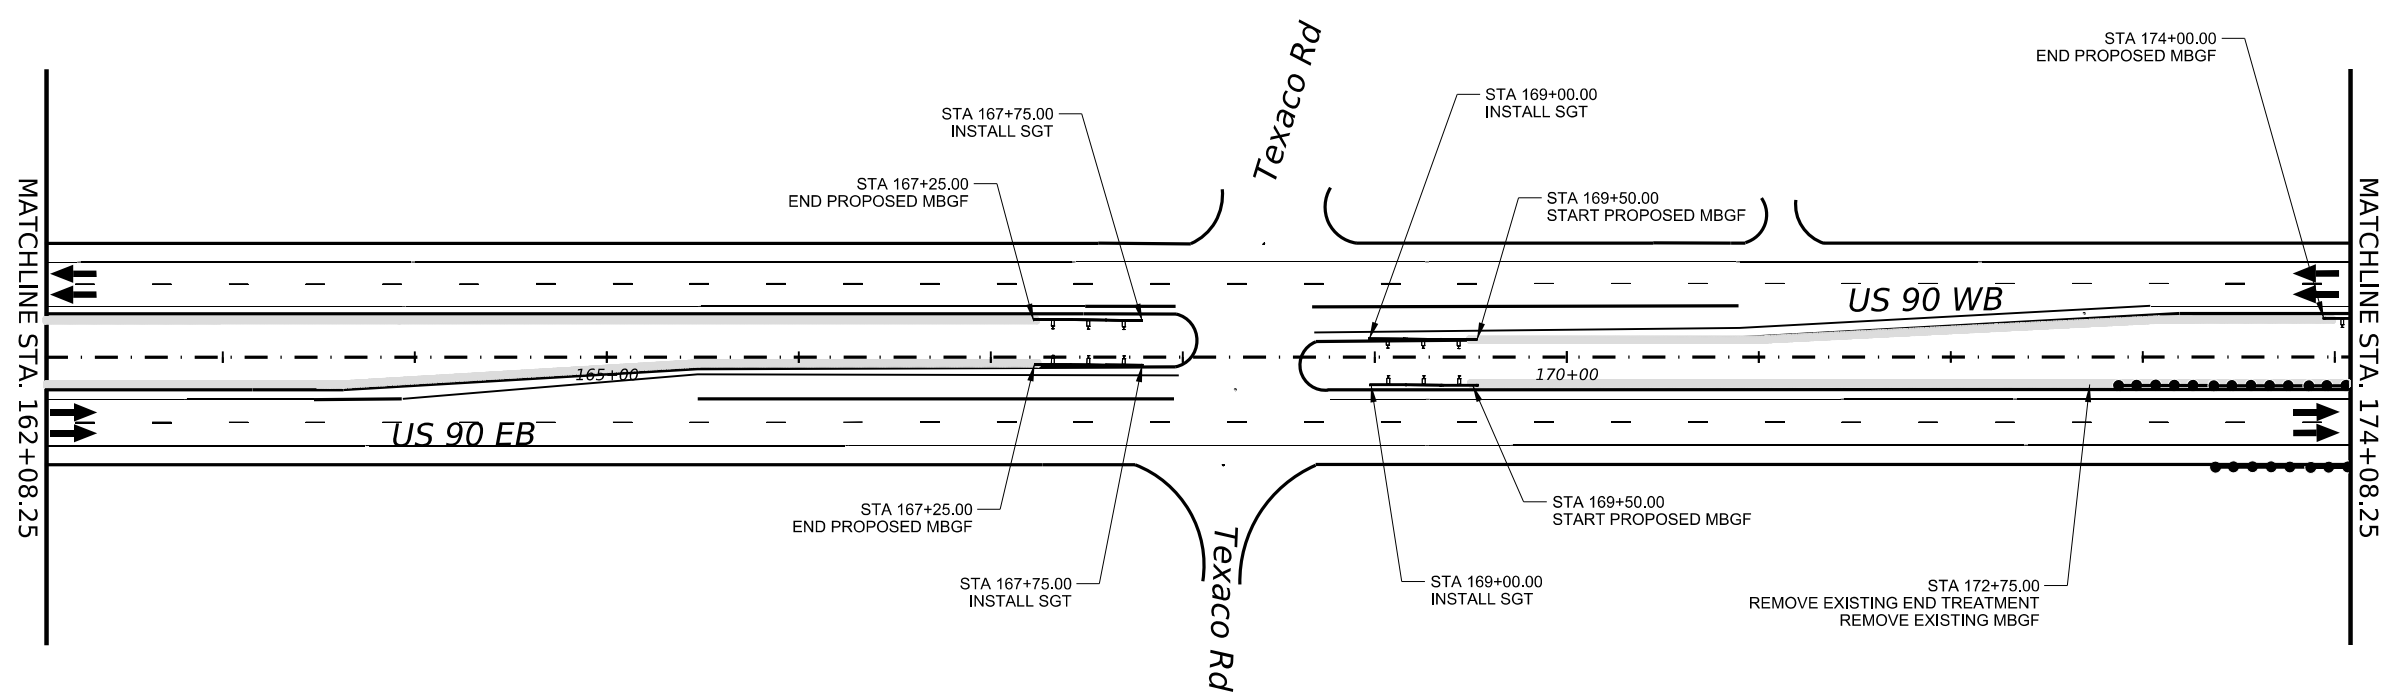 STA 174+00.00
END PROPOSED MBGF
Texaco Rd
STA 167+75.00
INSTALL SGT
STA 169+00.00
INSTALL SGT
STA 167+25.00
END PROPOSED MBGF
STA 169+50.00
START PROPOSED MBGF
MATCHLINE STA. 162+08.25
MATCHLINE STA. 174+08.25
US 90 WB
165+00
170+00
US 90 EB
STA 167+25.00
END PROPOSED MBGF
STA 169+50.00
START PROPOSED MBGF
Texaco Rd
STA 167+75.00
INSTALL SGT
STA 169+00.00
INSTALL SGT
STA 172+75.00
REMOVE EXISTING END TREATMENT
REMOVE EXISTING MBGF